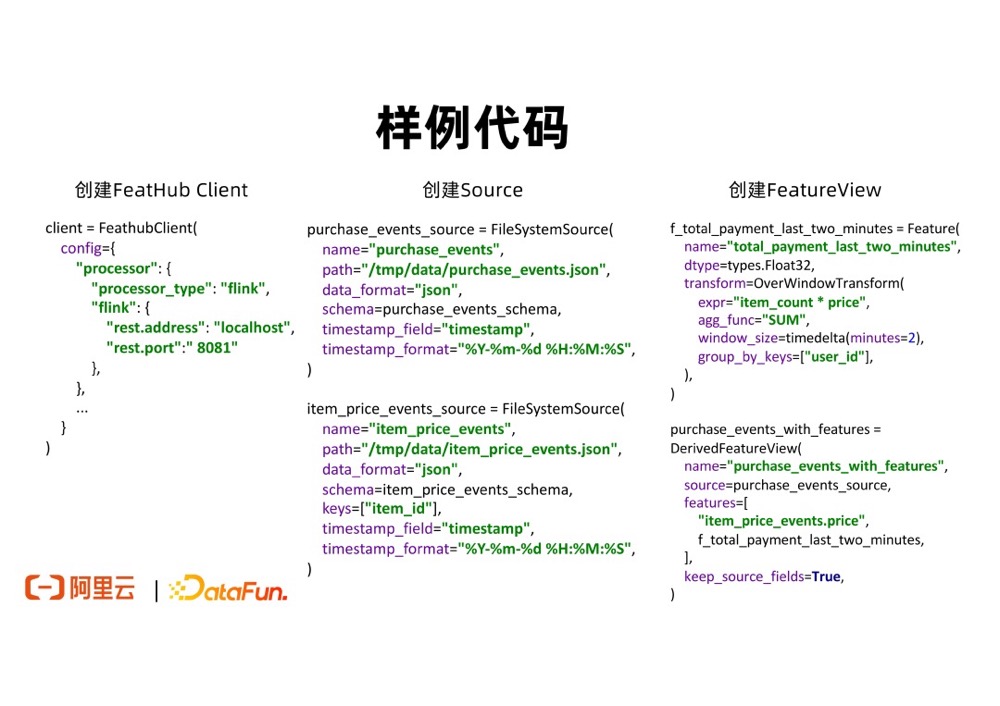 样例代码
创建FeatHub Client
client = FeathubClient(
config={
"processor": {
"processor_type": "flink",
"flink": {
"rest.address": "localhost",
"rest.port":" 8081"
},
},
...
}
)
创建Source
purchase_events_source = FileSystemSource(
name="purchase_events",
path="/tmp/data/purchase_events.json",
data_format="json",
schema=purchase_events_schema,
timestamp_field="timestamp",
timestamp_format="%Y-%m-%d %H:%M:%S",
)
item_price_events_source = FileSystemSource(
name="item_price_events",
path="/tmp/data/item_price_events.json",
data_format="json",
schema=item_price_events_schema,
keys=["item_id"],
timestamp_field="timestamp",
timestamp_format="%Y-%m-%d %H:%M:%S",
)
创建FeatureView
f_total_payment_last_two_minutes = Feature(
name="total_payment_last_two_minutes",
dtype=types.Float32,
transform=OverWindowTransform(
expr="item_count * price",
agg_func="SUM",
window_size=timedelta(minutes=2),
group_by_keys=["user_id"],
),
)
purchase_events_with_features =
DerivedFeatureView(
name="purchase_events_with_features",
source=purchase_events_source,
features=[
"item_price_events.price",
f_total_payment_last_two_minutes,
],
keep_source_fields=True,
)
阿里云 | DataFun.